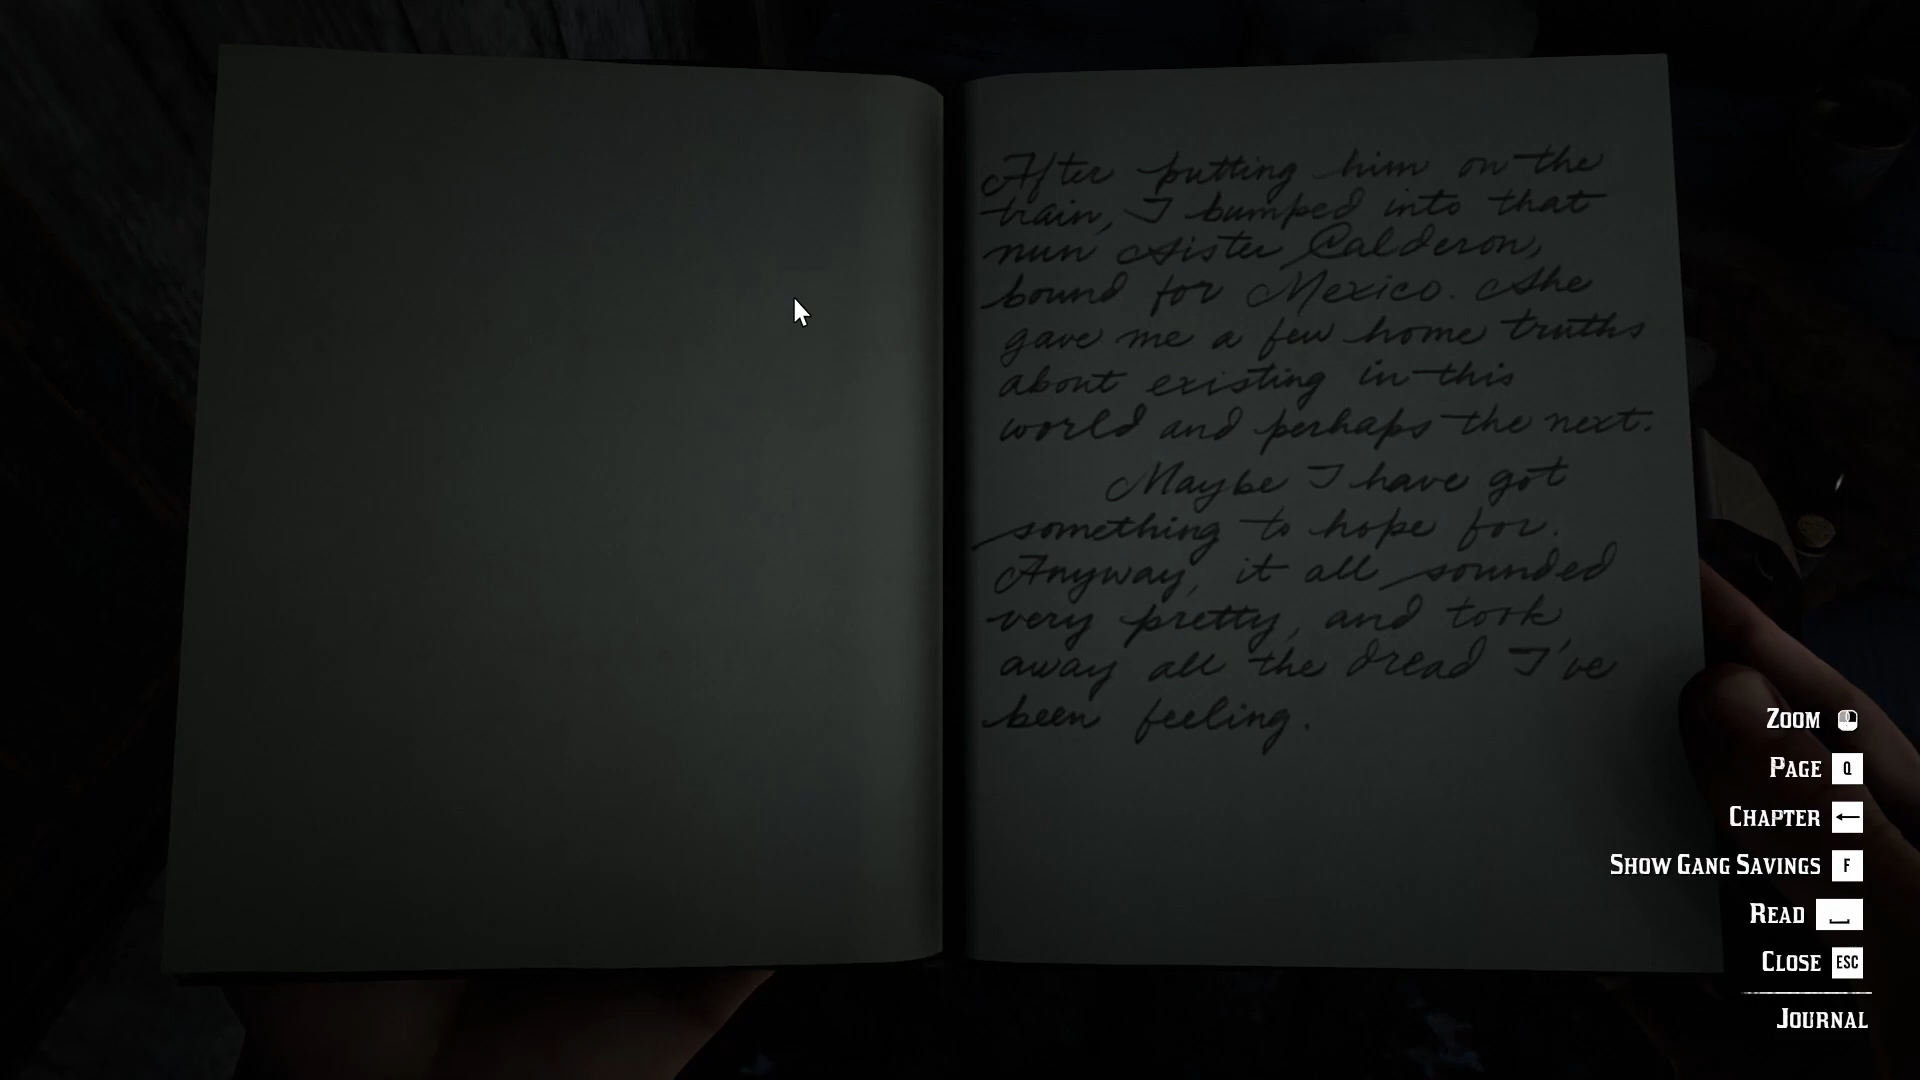 After putting him on the
train, I bumped into that
nun Sister Calderon,
bound for Mexico. She
gave me a few home truths
about existing in this
world and perhaps the next.
Maybe I have got
something to hope for.
Anyway, it all sounded
very pretty, and took
away all the dread I've
been feeling.
ZOOM
PAGE Q
CHAPTER ←
SHOW GANG SAVINGS F
READ
CLOSE ESC
JOURNAL